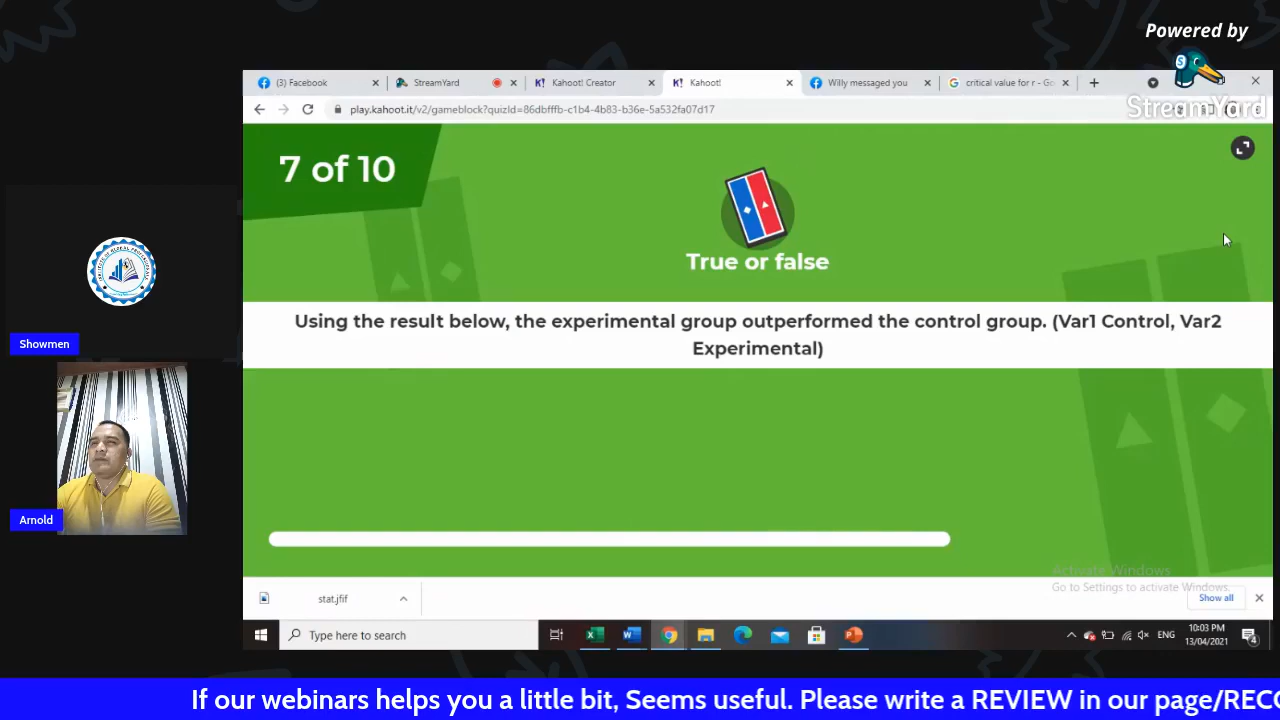 Powered by
StreamYard
(3) Facebook
StreamYard
Kahoot! Creator
Kahoot!
Willy messaged you
critical value for r - Go
play.kahoot.it/v2/gameblock?quizId=86dbfffb-c1b4-4b83-b36e-5a532fa07d17
7 of 10
True or false
Using the result below, the experimental group outperformed the control group. (Var1 Control, Var2
Experimental)
Showmen
Arnold
Activate Windows
Go to Settings to activate Windows.
stat.jfif
Show all
Type here to search
ENG
10:03 PM
13/04/2021
4
If our webinars helps you a little bit, Seems useful. Please write a REVIEW in our page/RECO